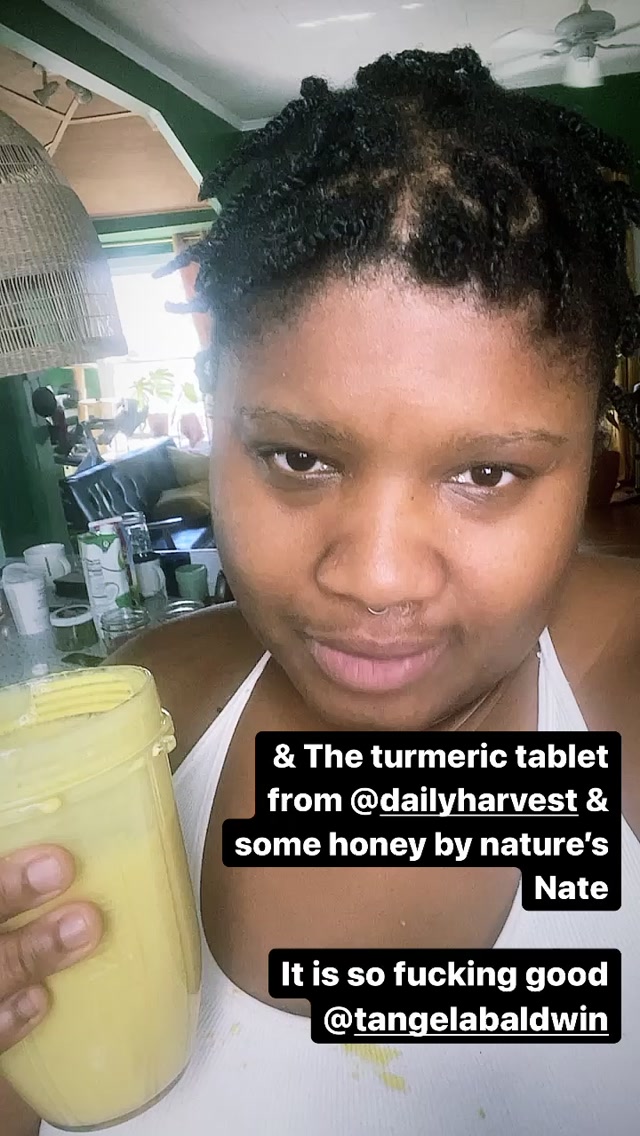 & The turmeric tablet
from @dailyharvest &
some honey by nature's
Nate
It is so fucking good
@tangelabaldwin